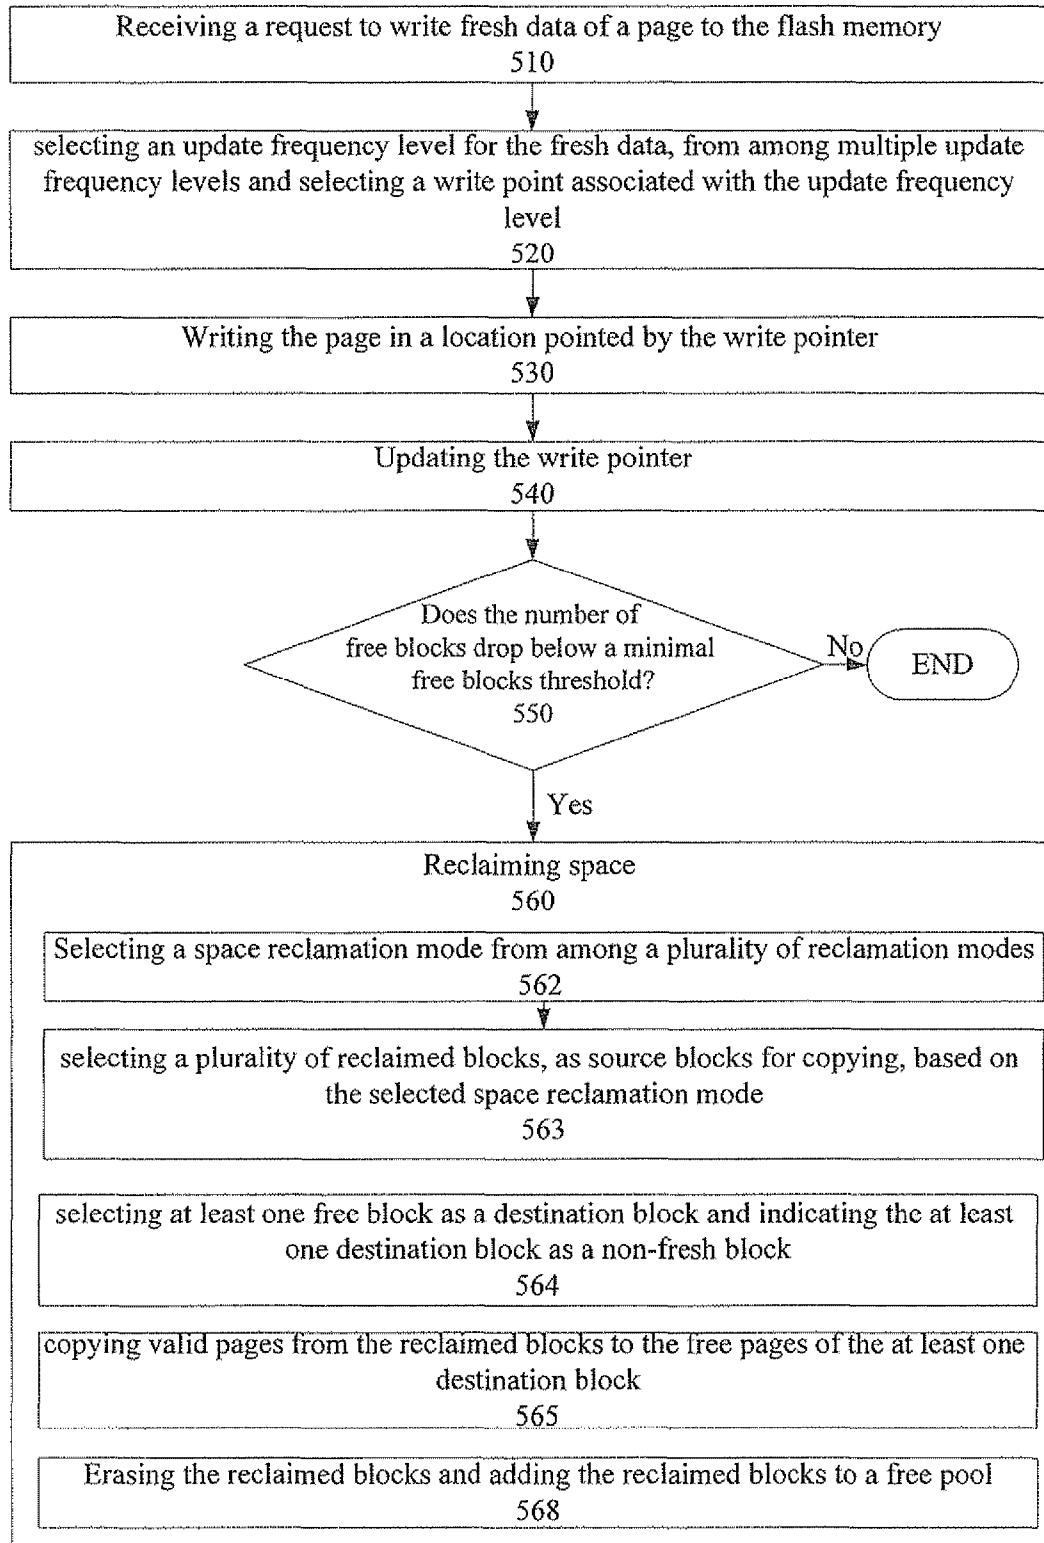 Receiving a request to write fresh data of a page to the flash memory
510
selecting an update frequency level for the fresh data, from among multiple update
frequency levels and selecting a write point associated with the update frequency
level
520
Writing the page in a location pointed by the write pointer
530
Updating the write pointer
540
Does the number of
free blocks drop below a minimal
free blocks threshold?
550
No
END
Yes
Reclaiming space
560
Selecting a space reclamation mode from among a plurality of reclamation modes
562
selecting a plurality of reclaimed blocks, as source blocks for copying, based on
the selected space reclamation mode
563
selecting at least one free block as a destination block and indicating the at least
one destination block as a non-fresh block
564
copying valid pages from the reclaimed blocks to the free pages of the at least one
destination block
565
Erasing the reclaimed blocks and adding the reclaimed blocks to a free pool
568